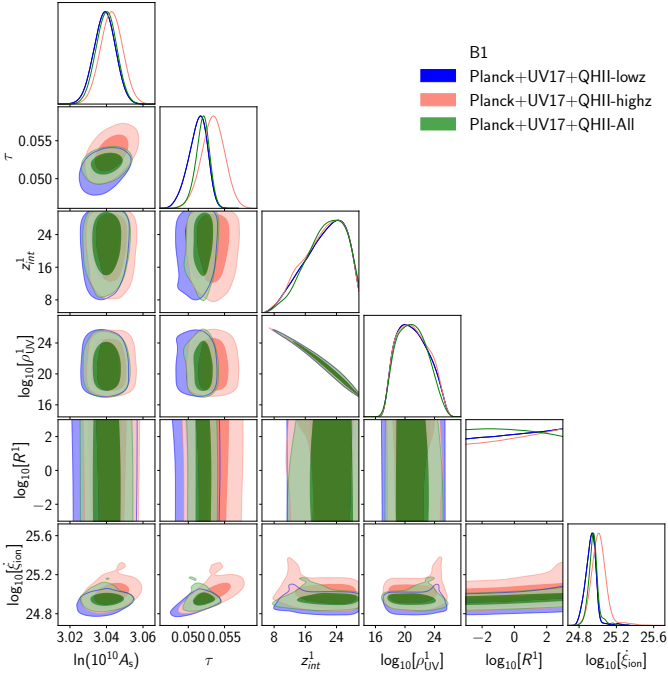 B1
Planck+UV17+QHII-lowz
Planck+UV17+QHII-highz
Planck+UV17+QHII-All
τ
0.055
0.050
z¹ᵢₙₜ
24
16
8
log₁₀[ρ¹_UV]
24
20
16
log₁₀[R¹]
2
0
−2
log₁₀[ξ̇ᵢₒₙ]
25.6
25.2
24.8
3.02 3.04 3.06
0.050 0.055
8 16 24
16 20 24
−2 0 2
24.8 25.2 25.6
ln(10¹⁰Aₛ)
τ
z¹ᵢₙₜ
log₁₀[ρ¹_UV]
log₁₀[R¹]
log₁₀[ξ̇ᵢₒₙ]